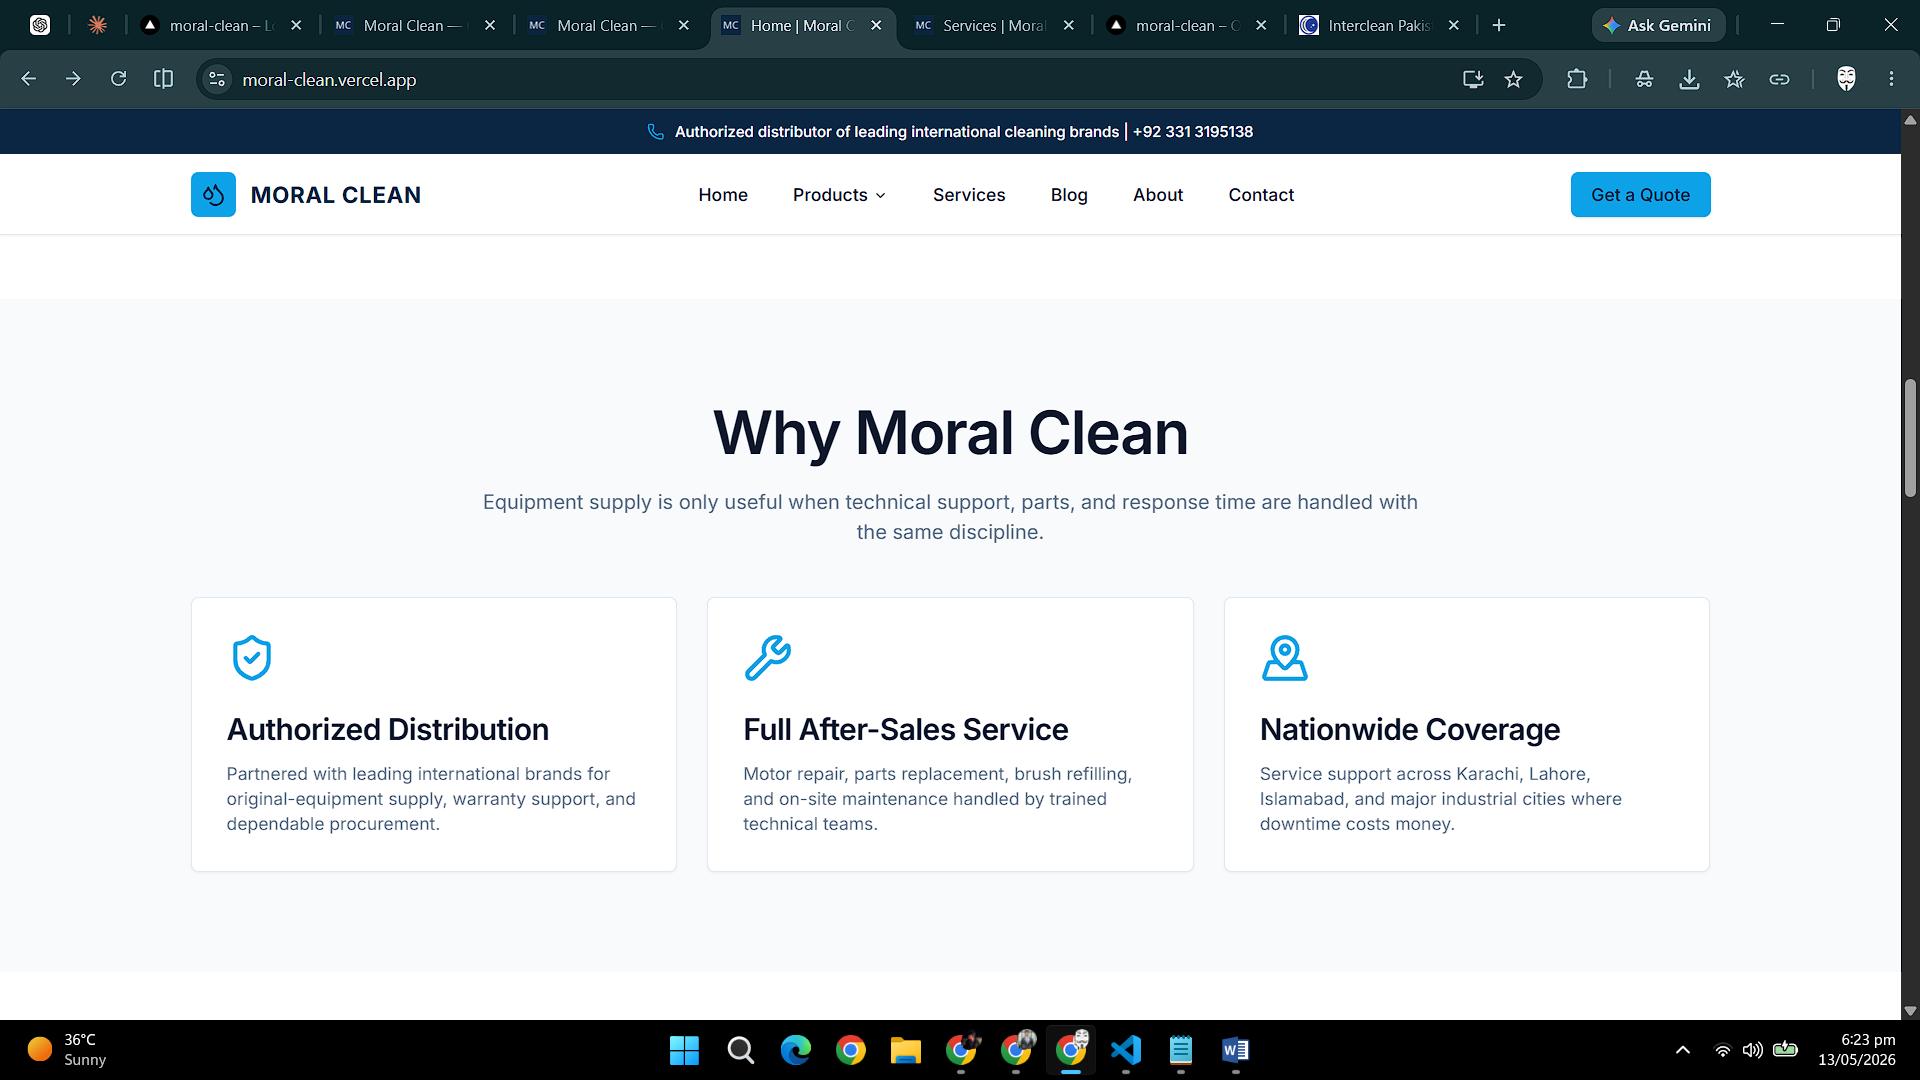 moral-clean – Lo
MC Moral Clean —
MC Moral Clean —
MC Home | Moral C
MC Services | Moral
moral-clean – O
Interclean Pakis
Ask Gemini
moral-clean.vercel.app
Authorized distributor of leading international cleaning brands | +92 331 3195138
MORAL CLEAN
Home
Products
Services
Blog
About
Contact
Get a Quote
Why Moral Clean
Equipment supply is only useful when technical support, parts, and response time are handled with
the same discipline.
Authorized Distribution
Partnered with leading international brands for
original-equipment supply, warranty support, and
dependable procurement.
Full After-Sales Service
Motor repair, parts replacement, brush refilling,
and on-site maintenance handled by trained
technical teams.
Nationwide Coverage
Service support across Karachi, Lahore,
Islamabad, and major industrial cities where
downtime costs money.
36°C
Sunny
6:23 pm
13/05/2026